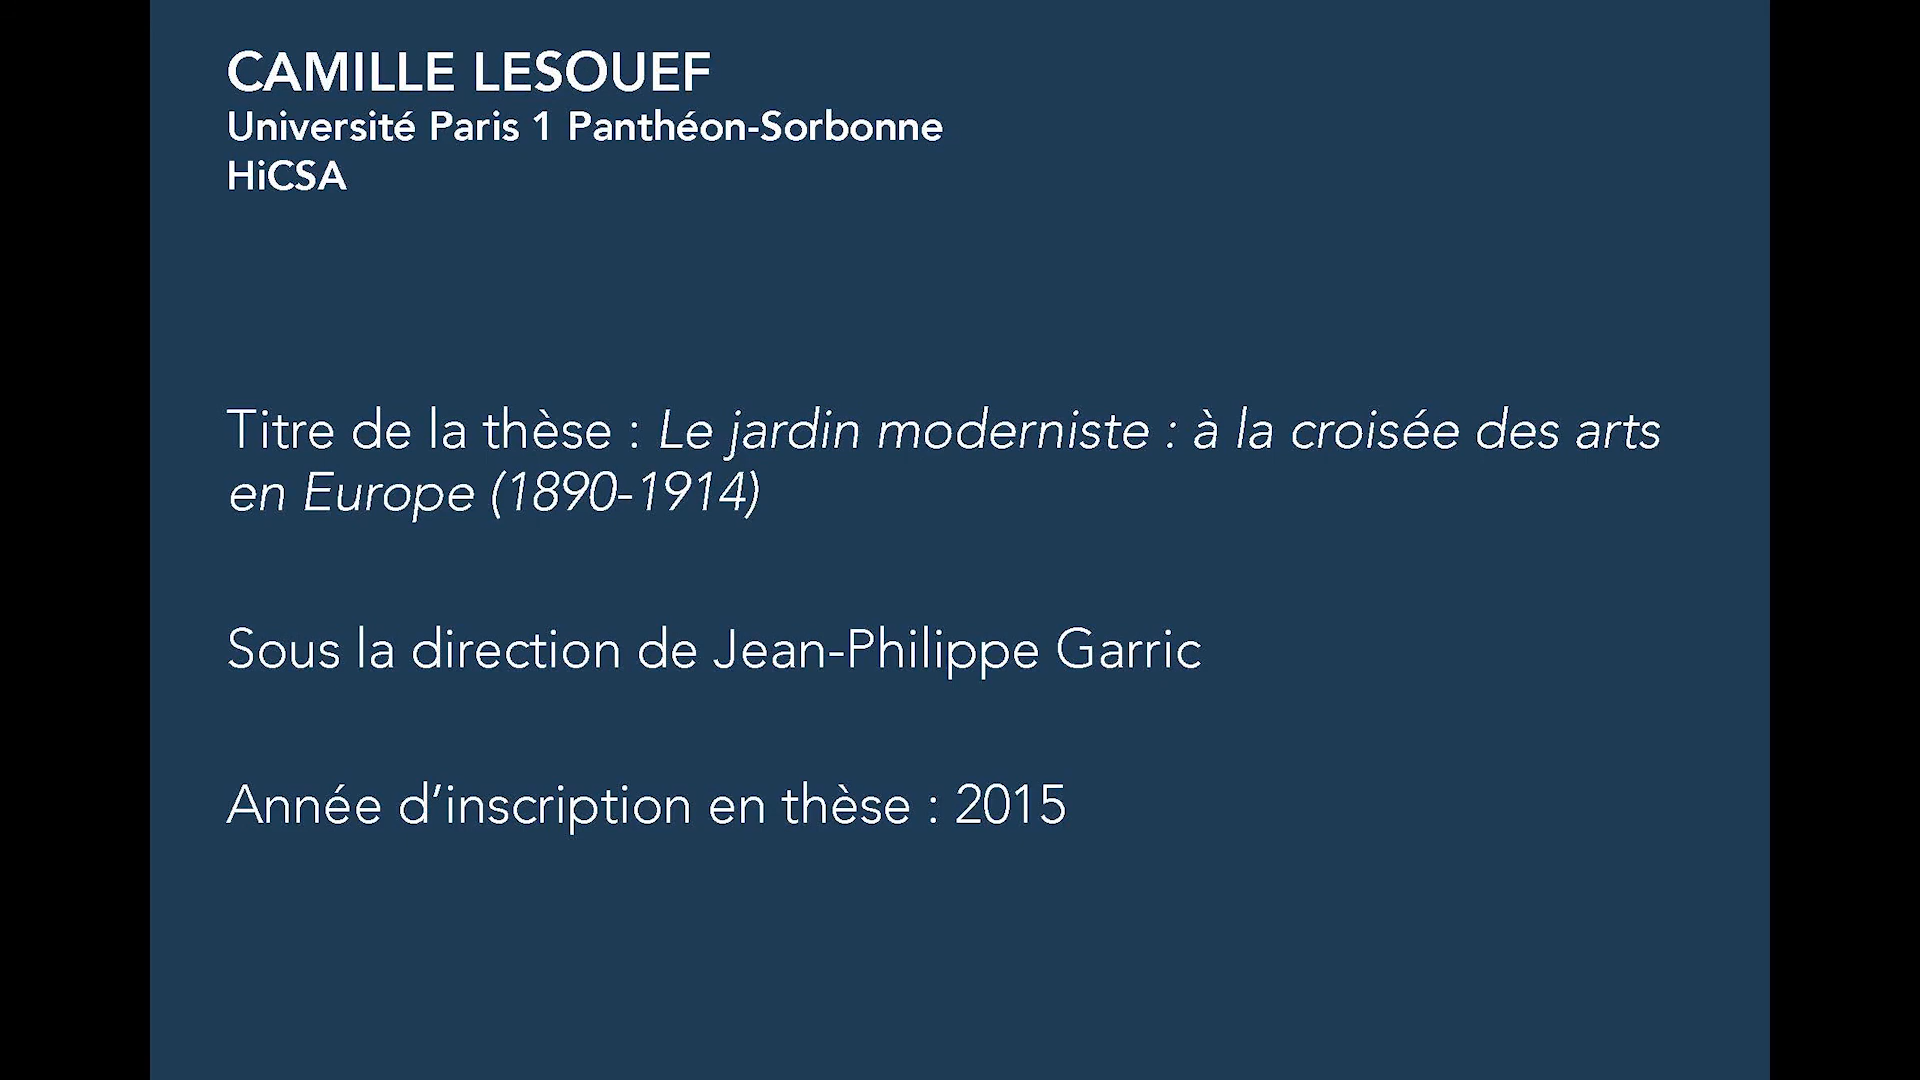 CAMILLE LESOUEF
Université Paris 1 Panthéon-Sorbonne
HiCSA
Titre de la thèse : Le jardin moderniste : à la croisée des arts
en Europe (1890-1914)
Sous la direction de Jean-Philippe Garric
Année d’inscription en thèse : 2015